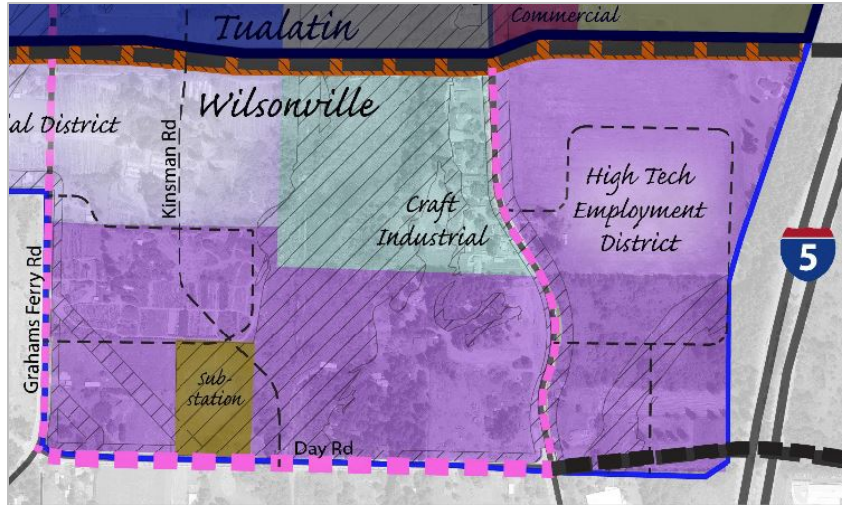 Commercial
Tualatin
Wilsonville
ial District
Kinsman Rd
High Tech
Employment
District
Craft
Industrial
5
Grahams Ferry Rd
Sub-
station
Day Rd